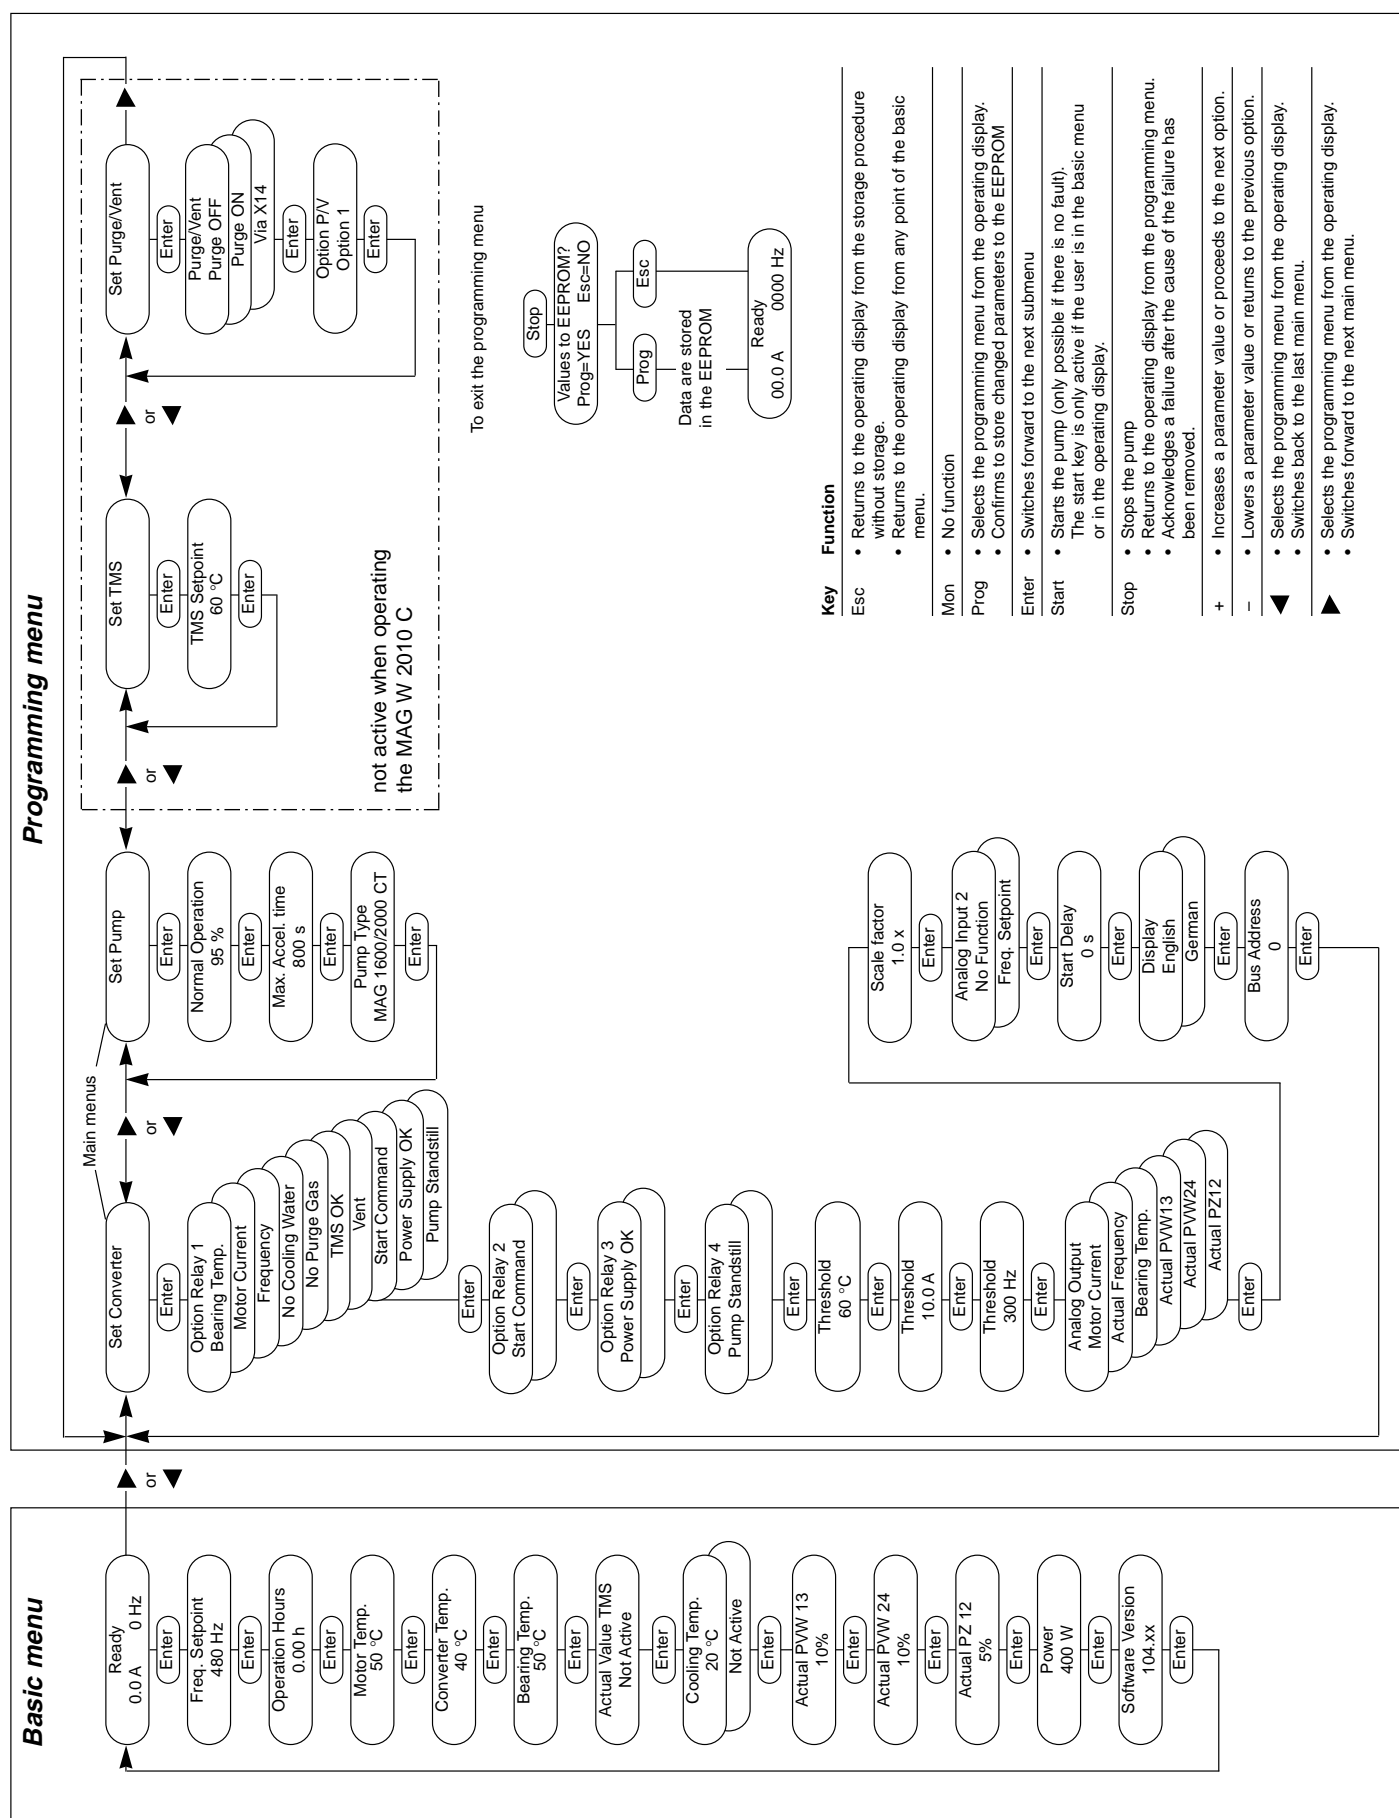 Basic menu
Ready
0.0 A 0 Hz
Enter
Freq. Setpoint
480 Hz
Enter
Operation Hours
0.00 h
Enter
Motor Temp.
50 °C
Enter
Converter Temp.
40 °C
Enter
Bearing Temp.
50 °C
Enter
Actual Value TMS
Not Active
Enter
Cooling Temp.
20 °C
Not Active
Enter
Actual PVW 13
10%
Enter
Actual PVW 24
10%
Enter
Actual PZ 12
5%
Enter
Power
400 W
Enter
Software Version
104.xx
Enter
▲
or
▼
Programming menu
Main menus
Set Converter
Enter
Option Relay 1
Bearing Temp.
Motor Current
Frequency
No Cooling Water
No Purge Gas
TMS OK
Vent
Start Command
Power Supply OK
Pump Standstill
Enter
Option Relay 2
Start Command
Enter
Option Relay 3
Power Supply OK
Enter
Option Relay 4
Pump Standstill
Enter
Threshold
60 °C
Enter
Threshold
10.0 A
Enter
Threshold
300 Hz
Enter
Analog Output
Motor Current
Actual Frequency
Bearing Temp.
Actual PVW13
Actual PVW24
Actual PZ12
Enter
Scale factor
1.0 x
Enter
Analog Input 2
No Function
Freq. Setpoint
Enter
Start Delay
0 s
Enter
Display
English
German
Enter
Bus Address
0
Enter
▲
or
▼
Set Pump
Enter
Normal Operation
95 %
Enter
Max. Accel. time
800 s
Enter
Pump Type
MAG 1600/2000 CT
Enter
▲
or
▼
Set TMS
Enter
TMS Setpoint
60 °C
Enter
▲
or
▼
Set Purge/Vent
Enter
Purge/Vent
Purge OFF
Purge ON
Via X14
Enter
Option P/V
Option 1
Enter
▲
not active when operating
the MAG W 2010 C
To exit the programming menu
Stop
Values to EEPROM?
Prog=YES Esc=NO
Prog
Esc
Data are stored
in the EEPROM
Ready
00.0 A 0000 Hz
Key Function
Esc • Returns to the operating display from the storage procedure
without storage.
• Returns to the operating display from any point of the basic
menu.
Mon • No function
Prog • Selects the programming menu from the operating display.
• Confirms to store changed parameters to the EEPROM
Enter • Switches forward to the next submenu
Start • Starts the pump (only possible if there is no fault).
The start key is only active if the user is in the basic menu
or in the operating display.
Stop • Stops the pump
• Returns to the operating display from the programming menu.
• Acknowledges a failure after the cause of the failure has
been removed.
+ • Increases a parameter value or proceeds to the next option.
– • Lowers a parameter value or returns to the previous option.
▼ • Selects the programming menu from the operating display.
• Switches back to the last main menu.
▲ • Selects the programming menu from the operating display.
• Switches forward to the next main menu.